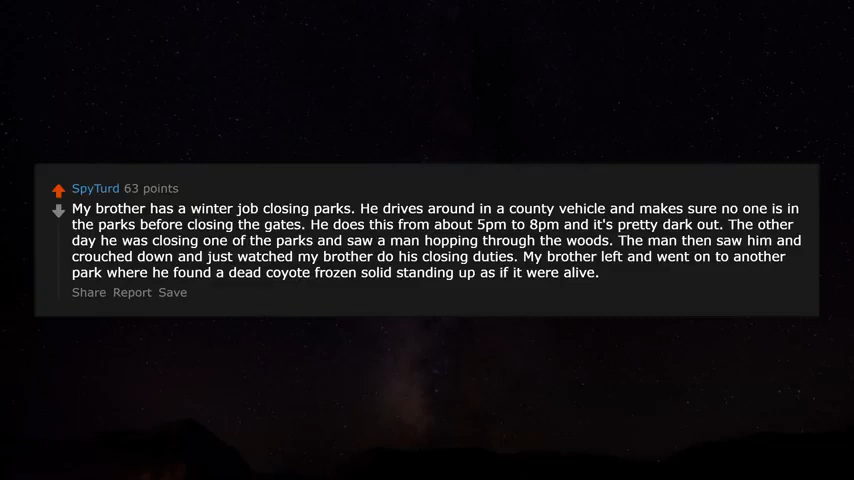 SpyTurd 63 points
My brother has a winter job closing parks. He drives around in a county vehicle and makes sure no one is in
the parks before closing the gates. He does this from about 5pm to 8pm and it's pretty dark out. The other
day he was closing one of the parks and saw a man hopping through the woods. The man then saw him and
crouched down and just watched my brother do his closing duties. My brother left and went on to another
park where he found a dead coyote frozen solid standing up as if it were alive.
Share Report Save